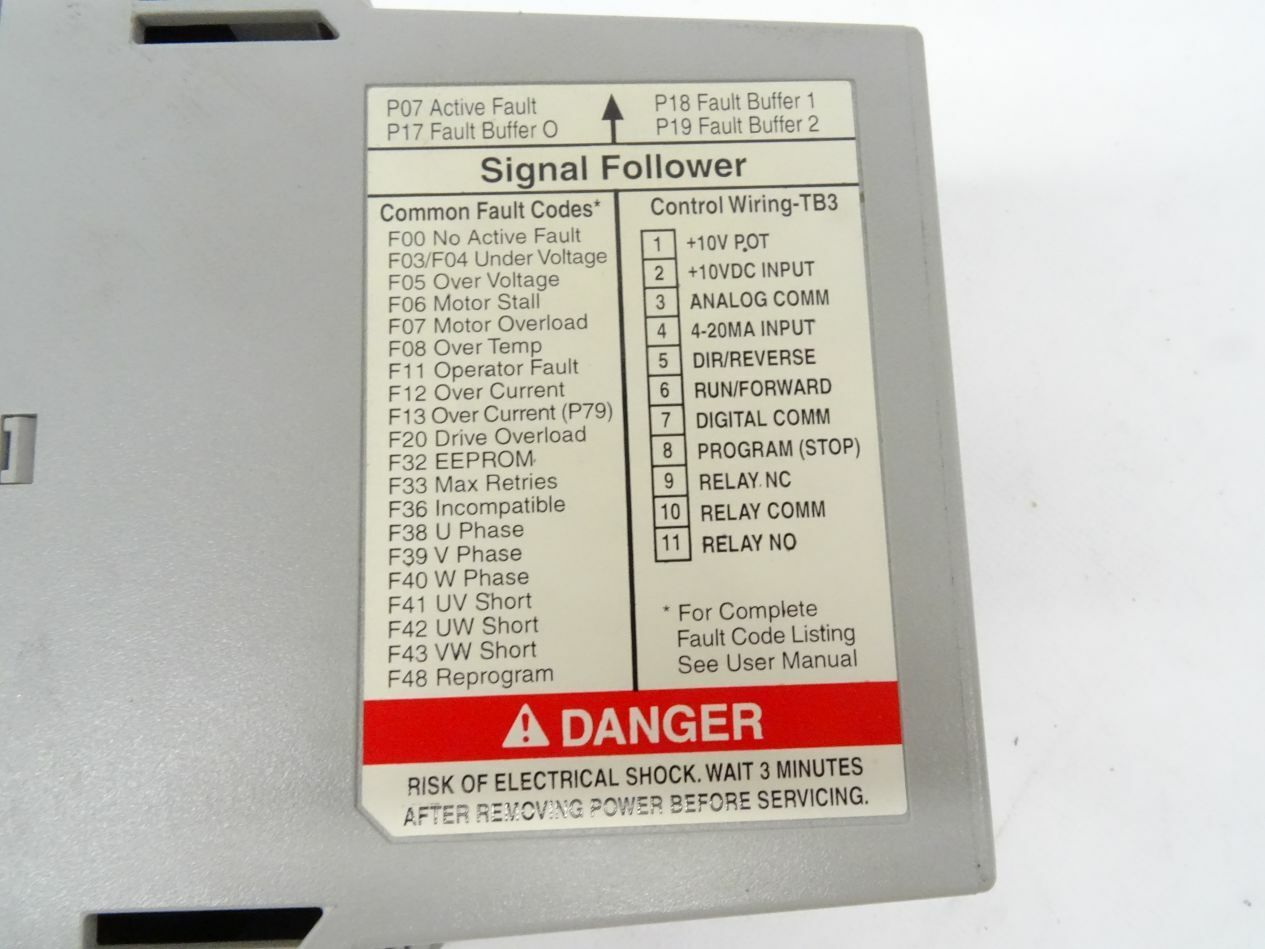 P07 Active Fault
P17 Fault Buffer O
P18 Fault Buffer 1
P19 Fault Buffer 2
Signal Follower
Common Fault Codes*
F00 No Active Fault
F03/F04 Under Voltage
F05 Over Voltage
F06 Motor Stall
F07 Motor Overload
F08 Over Temp
F11 Operator Fault
F12 Over Current
F13 Over Current (P79)
F20 Drive Overload
F32 EEPROM
F33 Max Retries
F36 Incompatible
F38 U Phase
F39 V Phase
F40 W Phase
F41 UV Short
F42 UW Short
F43 VW Short
F48 Reprogram
Control Wiring-TB3
1 +10V POT
2 +10VDC INPUT
3 ANALOG COMM
4 4-20MA INPUT
5 DIR/REVERSE
6 RUN/FORWARD
7 DIGITAL COMM
8 PROGRAM (STOP)
9 RELAY NC
10 RELAY COMM
11 RELAY NO
* For Complete
Fault Code Listing
See User Manual
DANGER
RISK OF ELECTRICAL SHOCK. WAIT 3 MINUTES
AFTER REMOVING POWER BEFORE SERVICING.